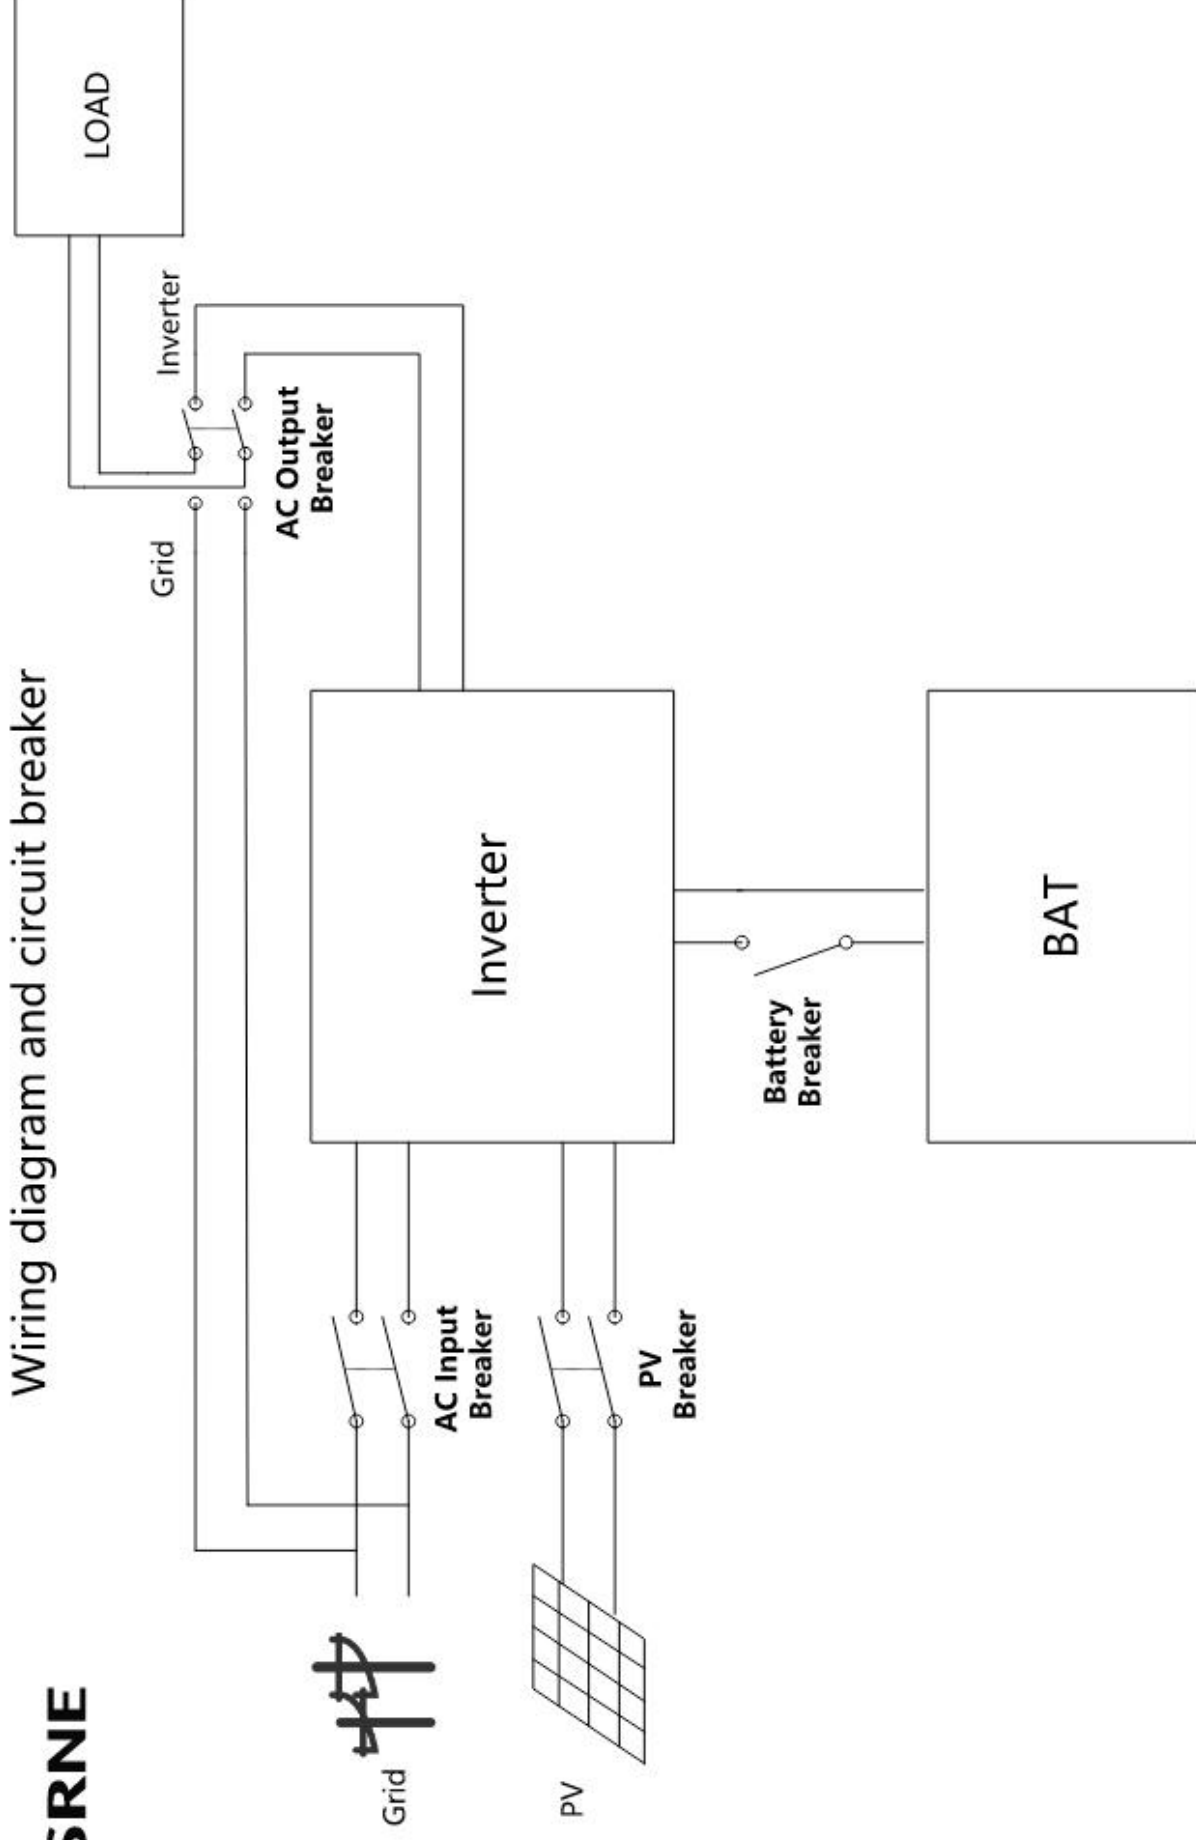 SRNE
Wiring diagram and circuit breaker
LOAD
Grid
Inverter
AC Output
Breaker
Grid
AC Input
Breaker
Inverter
PV
PV
Breaker
Battery
Breaker
BAT